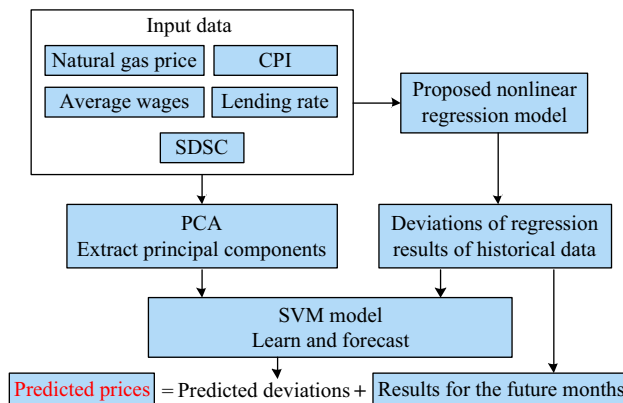 Input data
Natural gas price
CPI
Average wages
Lending rate
SDSC
Proposed nonlinear
regression model
PCA
Extract principal components
Deviations of regression
results of historical data
SVM model
Learn and forecast
Predicted prices = Predicted deviations + Results for the future months